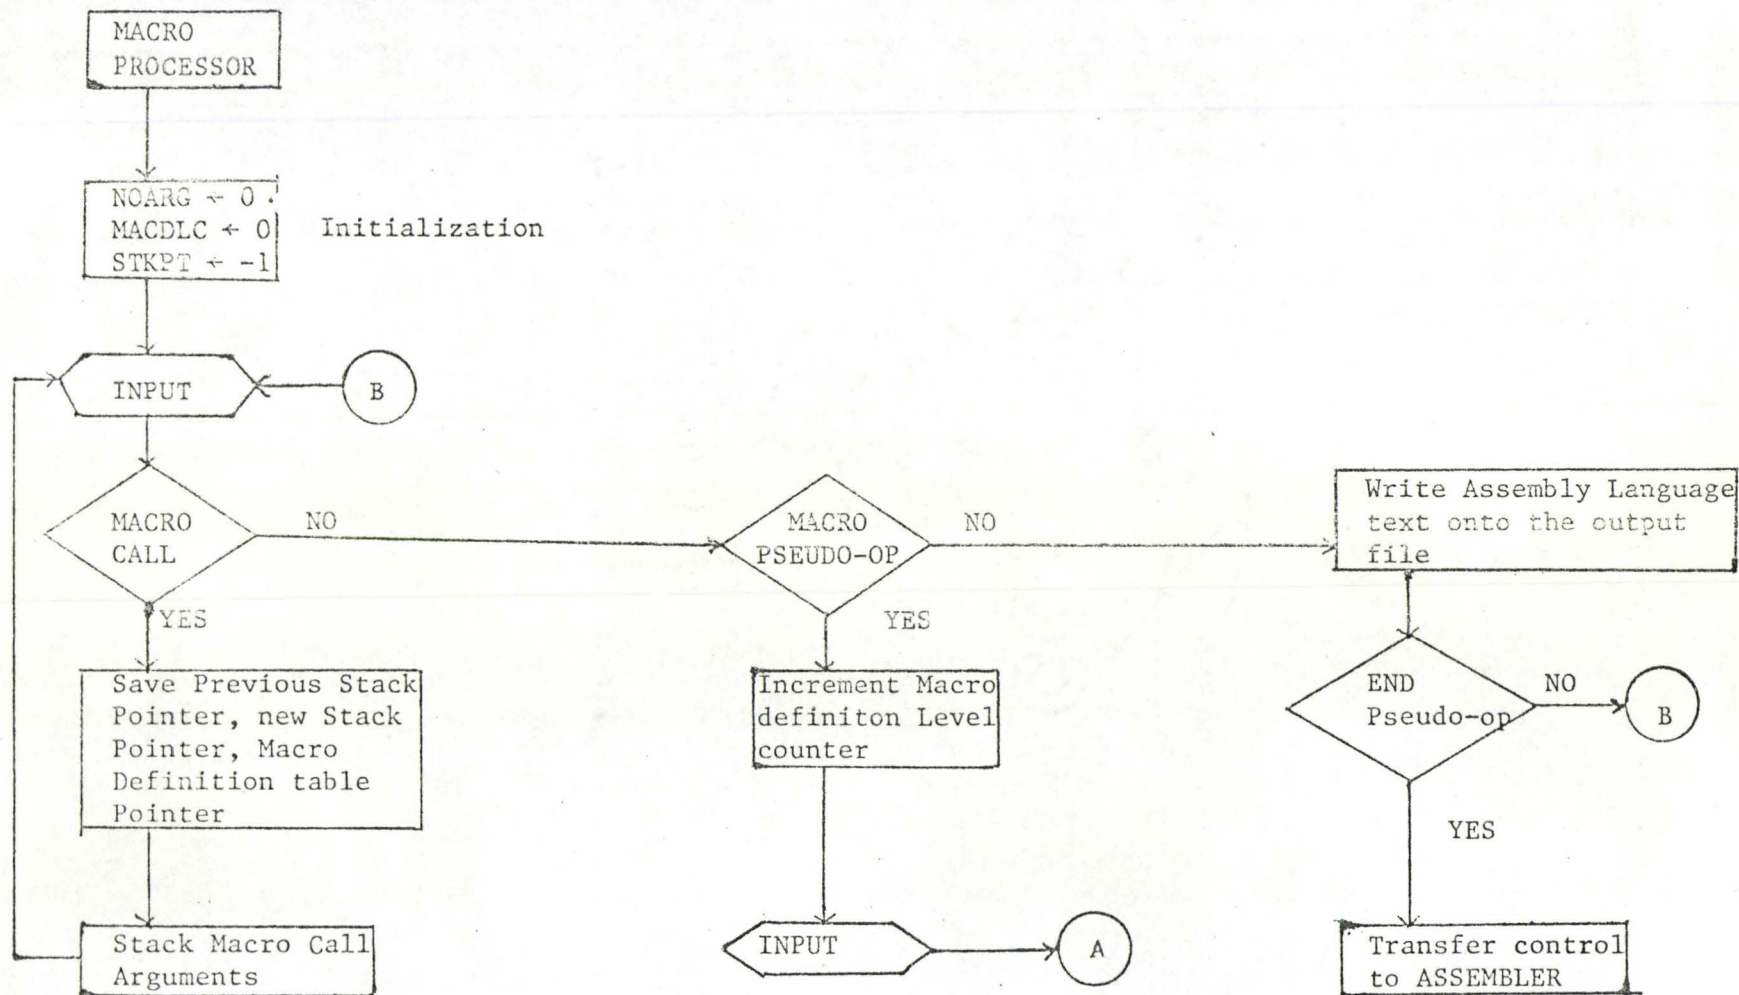 MACRO
PROCESSOR
NOARG ← 0
MACDLC ← 0
STKPT ← -1
Initialization
INPUT
B
MACRO
CALL
NO
YES
MACRO
PSEUDO-OP
NO
YES
Write Assembly Language
text onto the output
file
Save Previous Stack
Pointer, new Stack
Pointer, Macro
Definition table
Pointer
Increment Macro
definiton Level
counter
END
Pseudo-op
NO
B
YES
Stack Macro Call
Arguments
INPUT
A
Transfer control
to ASSEMBLER